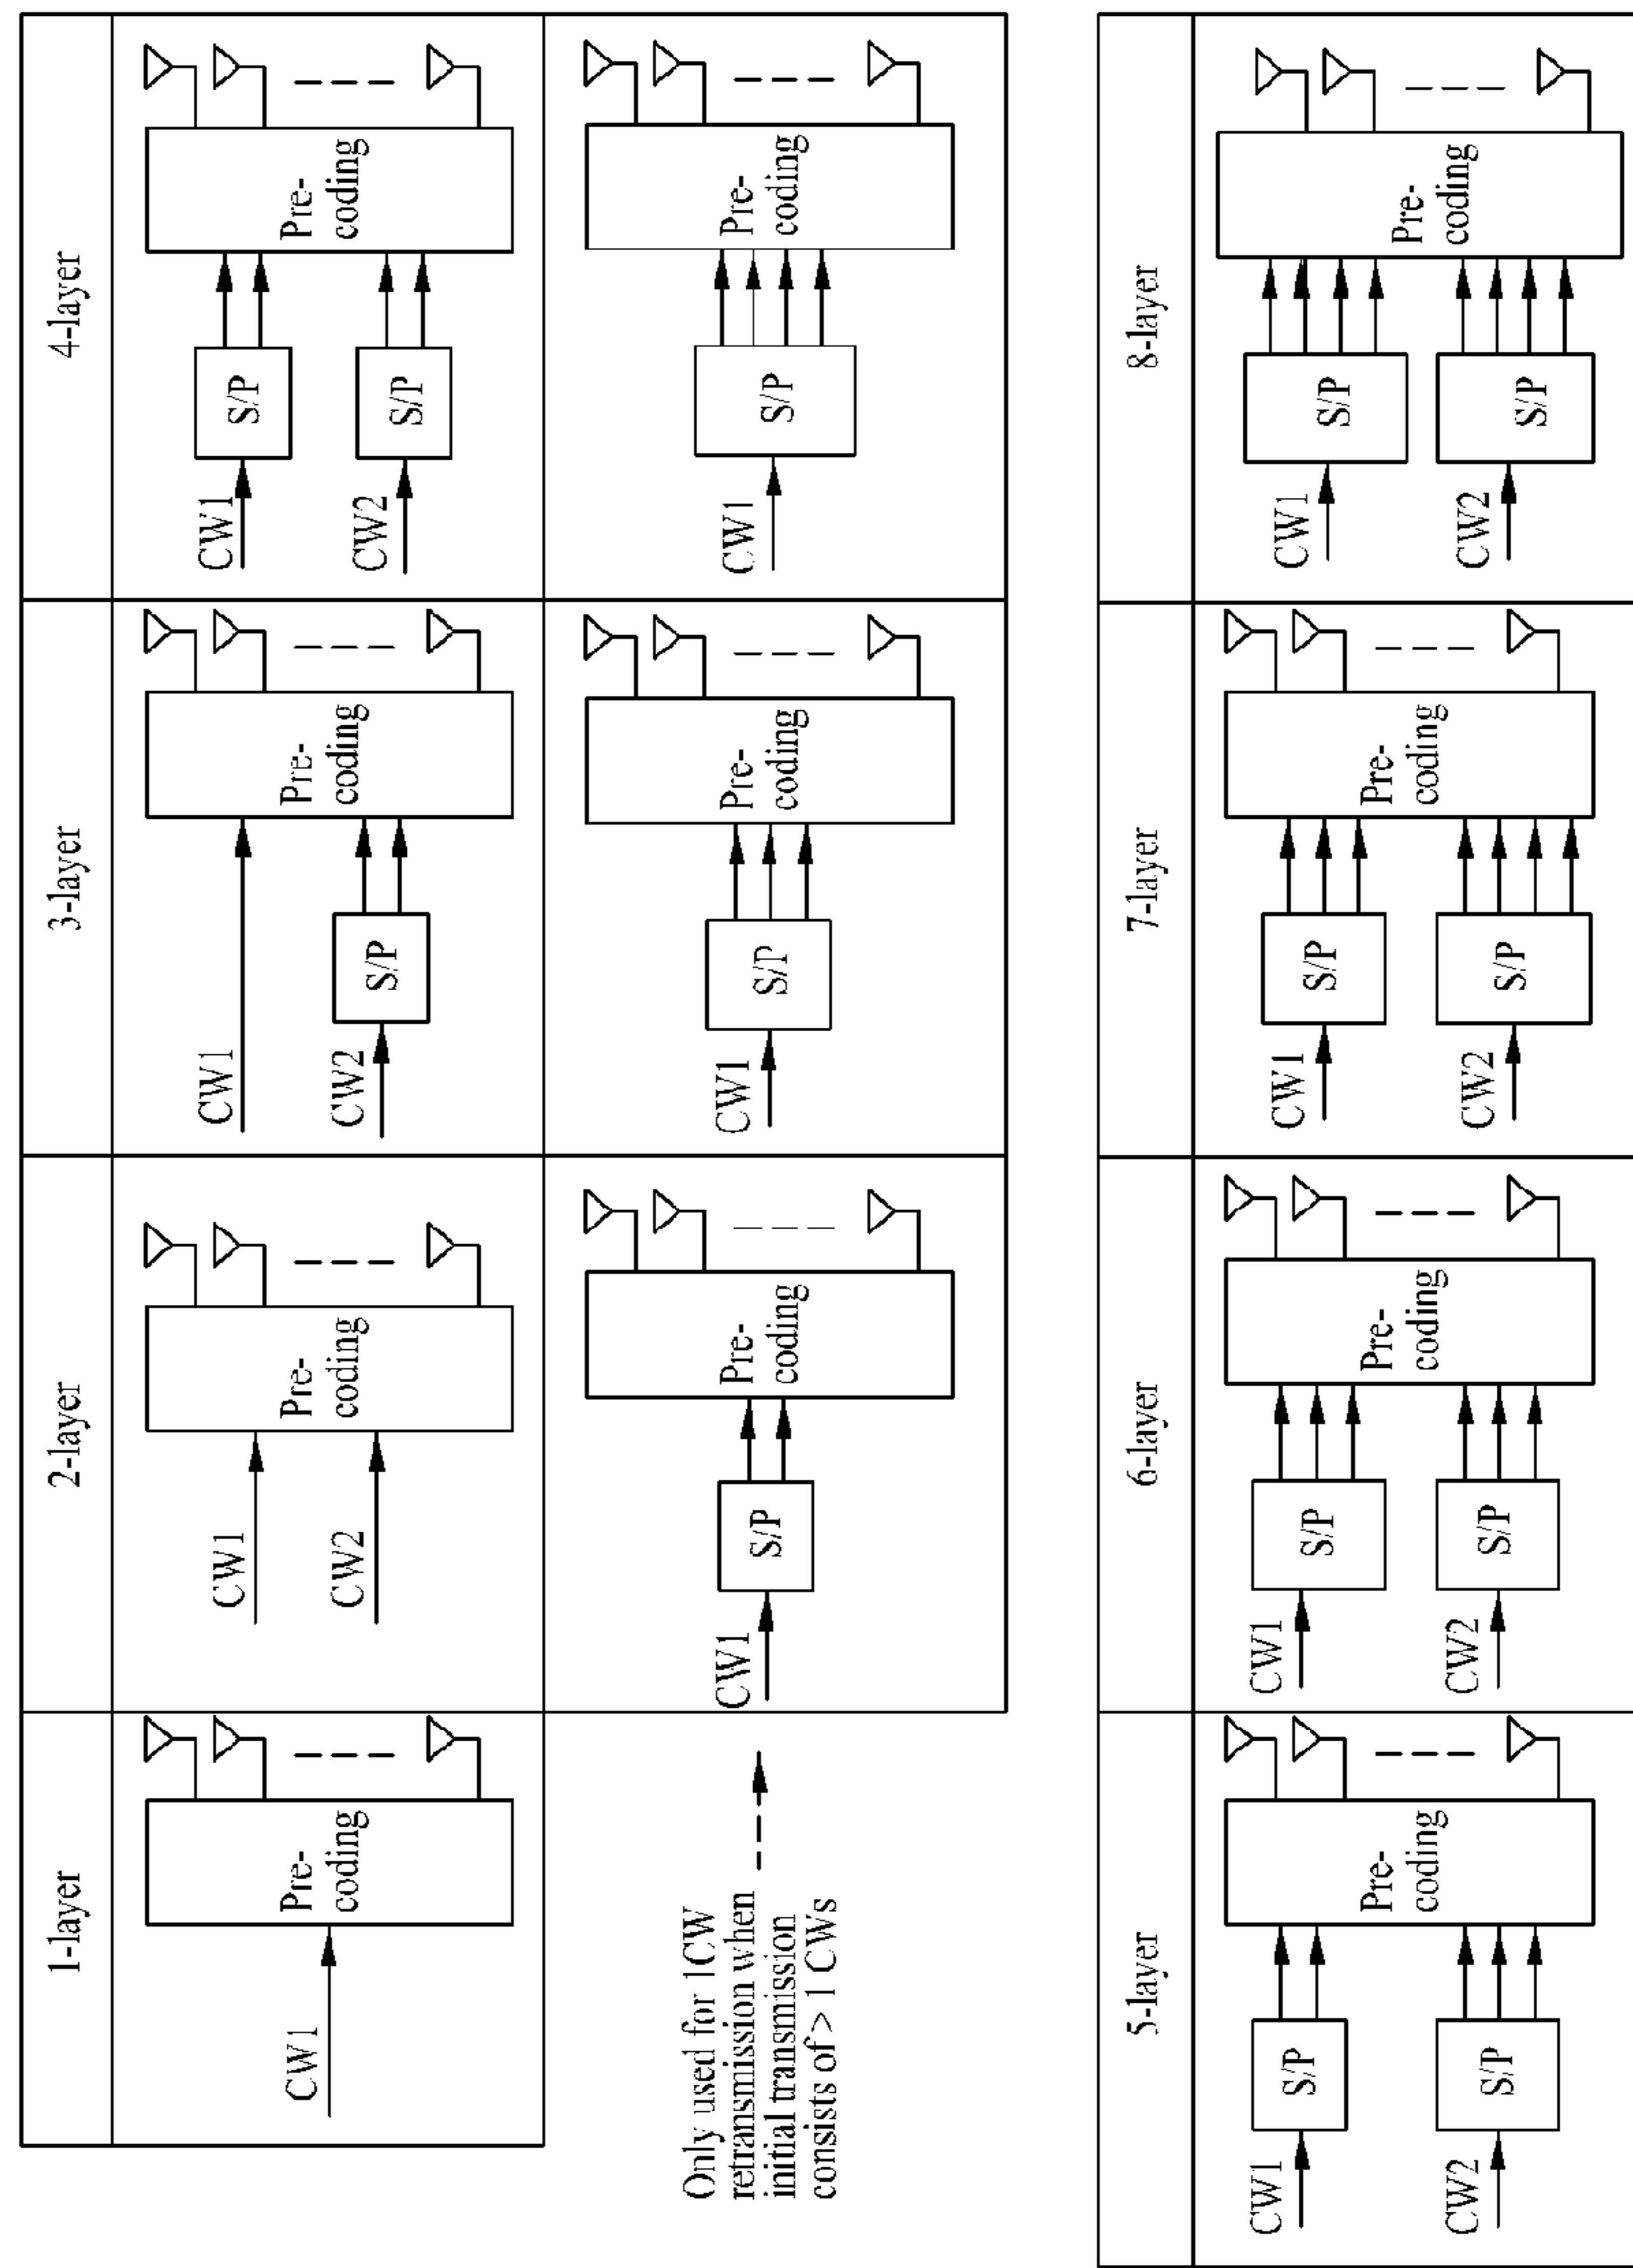 1-layer
2-layer
3-layer
4-layer
CW1
Pre-
coding
CW1
CW2
Pre-
coding
CW1
CW2
S/P
Pre-
coding
CW1
CW2
S/P
S/P
Pre-
coding
Only used for 1CW
retransmission when
initial transmission
consists of > 1 CWs
CW1
S/P
Pre-
coding
CW1
S/P
Pre-
coding
CW1
S/P
Pre-
coding
5-layer
6-layer
7-layer
8-layer
CW1
CW2
S/P
S/P
Pre-
coding
CW1
CW2
S/P
S/P
Pre-
coding
CW1
CW2
S/P
S/P
Pre-
coding
CW1
CW2
S/P
S/P
Pre-
coding